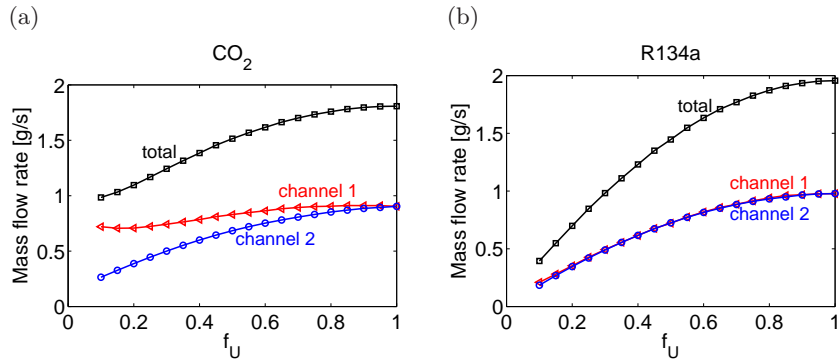 (a)
CO2
Mass flow rate [g/s]
2
1.5
1
0.5
0
total
channel 1
channel 2
0
0.2
0.4
0.6
0.8
1
fU
(b)
R134a
Mass flow rate [g/s]
2
1.5
1
0.5
0
total
channel 1
channel 2
0
0.2
0.4
0.6
0.8
1
fU